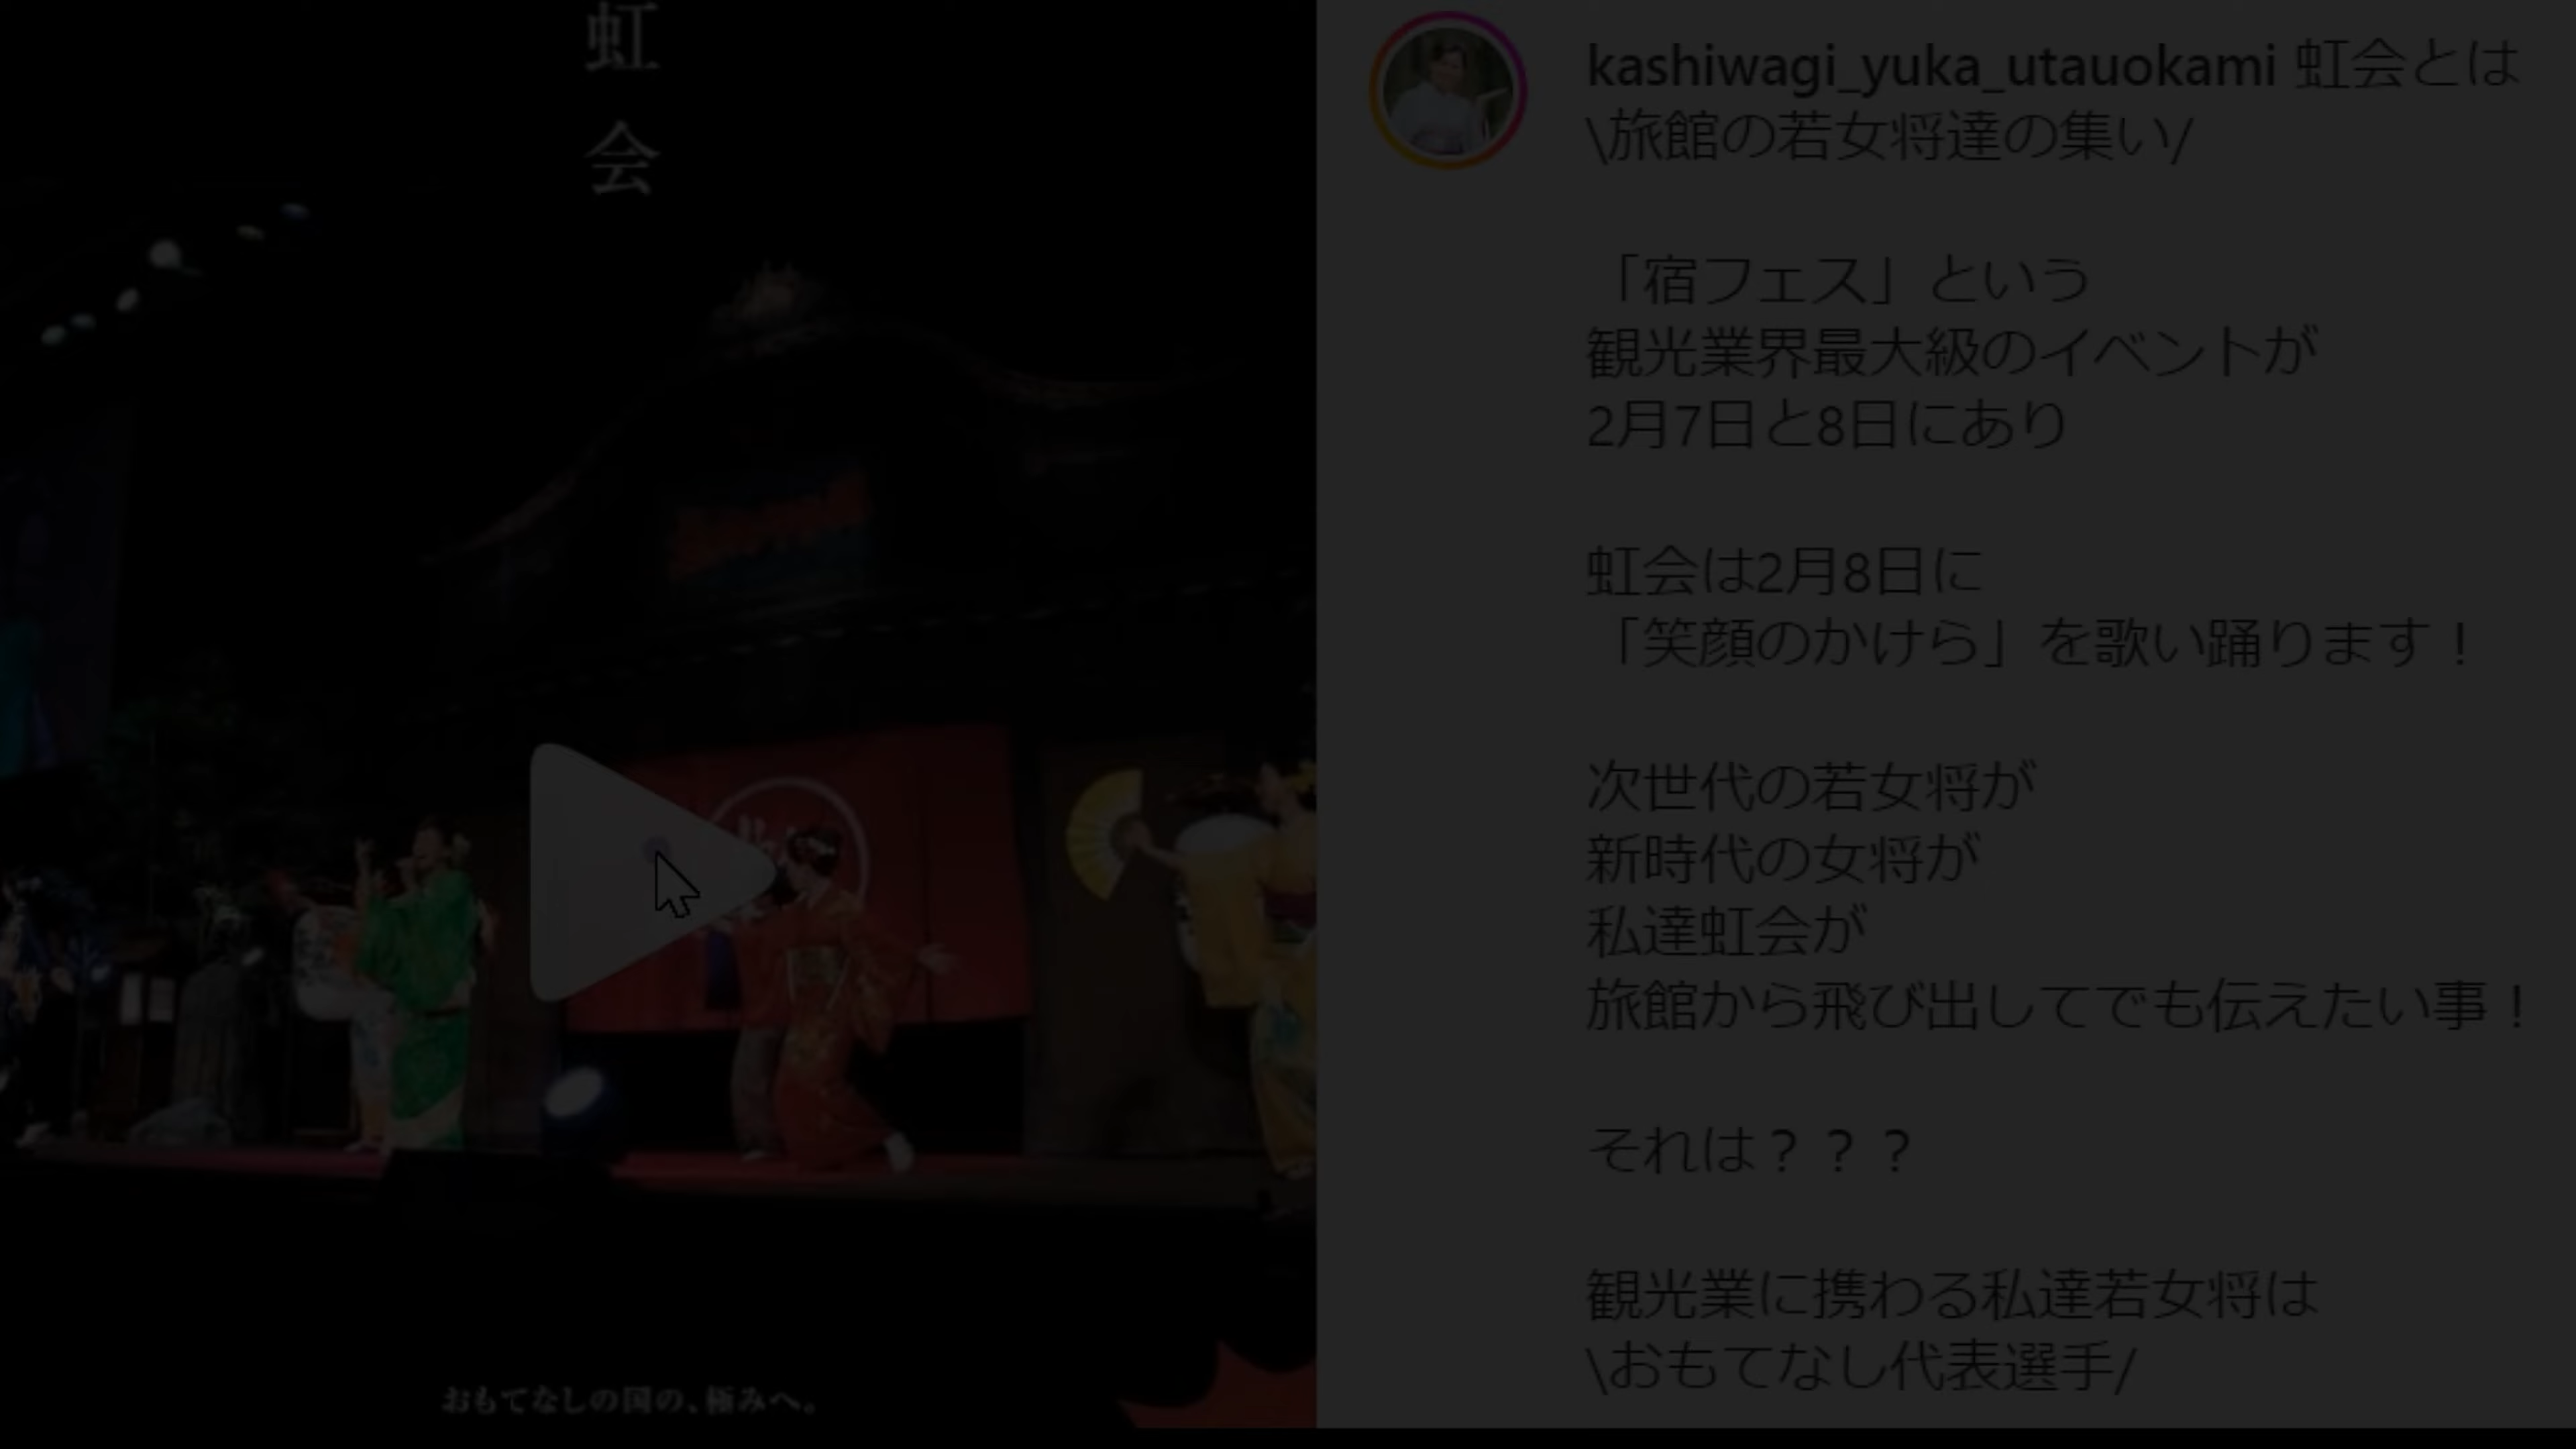 虹
会
おもてなしの国の、極みへ。
kashiwagi_yuka_utauokami 虹会とは
\旅館の若女将達の集い/
「宿フェス」という
観光業界最大級のイベントが
2月7日と8日にあり
虹会は2月8日に
「笑顔のかけら」を歌い踊ります！
次世代の若女将が
新時代の女将が
私達虹会が
旅館から飛び出してでも伝えたい事！
それは？？？
観光業に携わる私達若女将は
\おもてなし代表選手/